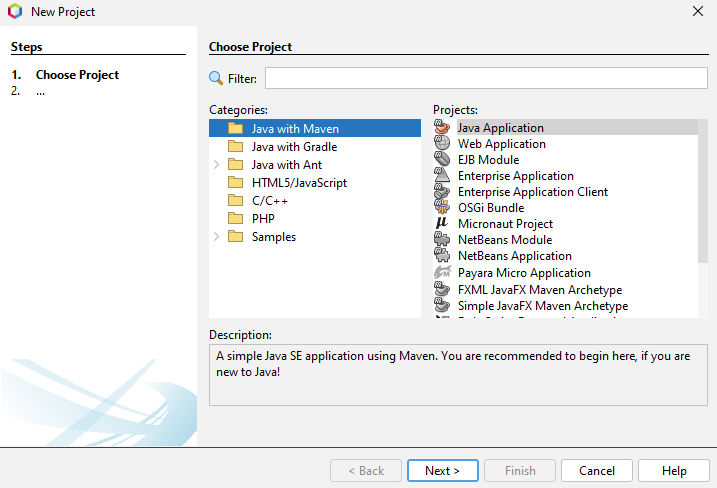 New Project
Steps
1. Choose Project
2. ...
Choose Project
Filter:
Categories:
Java with Maven
Java with Gradle
Java with Ant
HTML5/JavaScript
C/C++
PHP
Samples
Projects:
Java Application
Web Application
EJB Module
Enterprise Application
Enterprise Application Client
OSGi Bundle
Micronaut Project
NetBeans Module
NetBeans Application
Payara Micro Application
FXML JavaFX Maven Archetype
Simple JavaFX Maven Archetype
Description:
A simple Java SE application using Maven. You are recommended to begin here, if you are
new to Java!
< Back
Next >
Finish
Cancel
Help